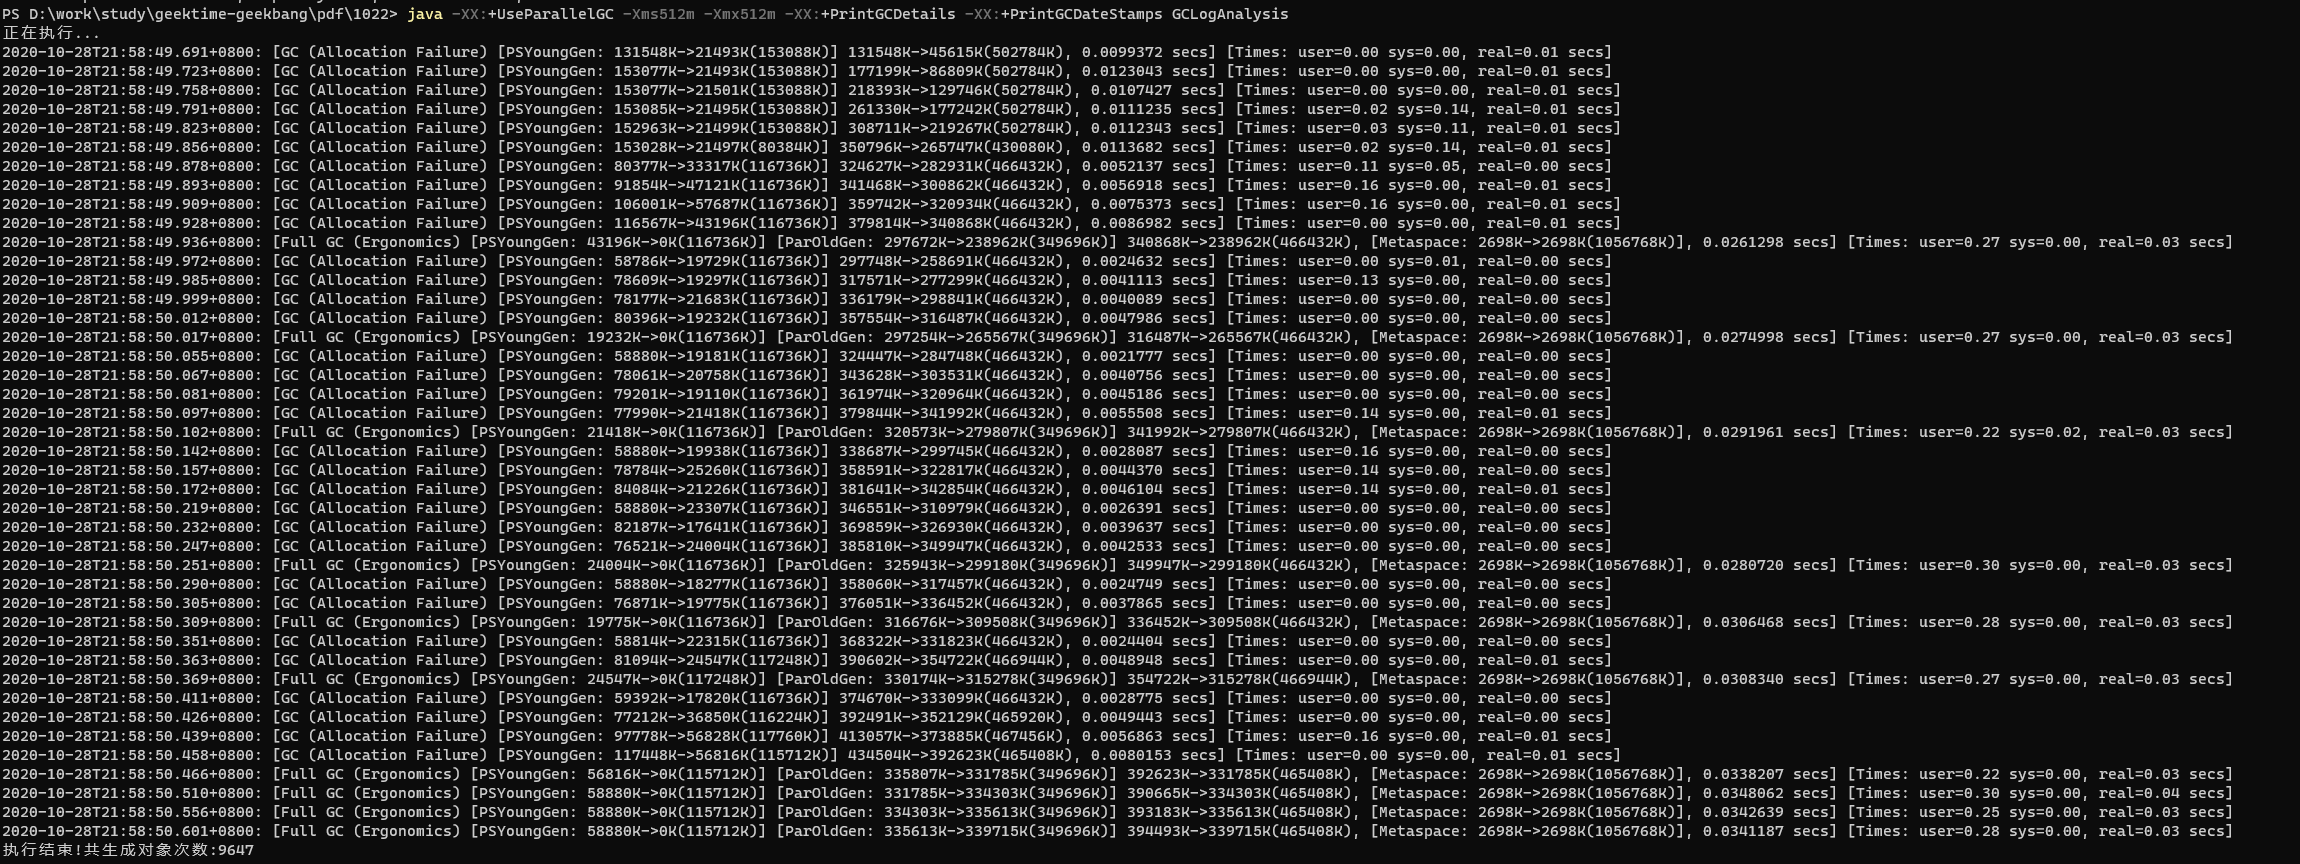 PS D:\work\study\geektime-geekbang\pdf\1022> java -XX:+UseParallelGC -Xms512m -Xmx512m -XX:+PrintGCDetails -XX:+PrintGCDateStamps GCLogAnalysis
正在执行...
2020-10-28T21:58:49.691+0800: [GC (Allocation Failure) [PSYoungGen: 131548K->21493K(153088K)] 131548K->45615K(502784K), 0.0099372 secs] [Times: user=0.00 sys=0.00, real=0.01 secs]
2020-10-28T21:58:49.723+0800: [GC (Allocation Failure) [PSYoungGen: 153077K->21493K(153088K)] 177199K->86809K(502784K), 0.0123043 secs] [Times: user=0.00 sys=0.00, real=0.01 secs]
2020-10-28T21:58:49.758+0800: [GC (Allocation Failure) [PSYoungGen: 153077K->21501K(153088K)] 218393K->129746K(502784K), 0.0107427 secs] [Times: user=0.00 sys=0.00, real=0.01 secs]
2020-10-28T21:58:49.791+0800: [GC (Allocation Failure) [PSYoungGen: 153085K->21495K(153088K)] 261330K->177242K(502784K), 0.0111235 secs] [Times: user=0.02 sys=0.14, real=0.01 secs]
2020-10-28T21:58:49.823+0800: [GC (Allocation Failure) [PSYoungGen: 152963K->21499K(153088K)] 308711K->219267K(502784K), 0.0112343 secs] [Times: user=0.03 sys=0.11, real=0.01 secs]
2020-10-28T21:58:49.856+0800: [GC (Allocation Failure) [PSYoungGen: 153028K->21497K(80384K)] 350796K->265747K(430080K), 0.0113682 secs] [Times: user=0.02 sys=0.14, real=0.01 secs]
2020-10-28T21:58:49.878+0800: [GC (Allocation Failure) [PSYoungGen: 80377K->33317K(116736K)] 324627K->282931K(466432K), 0.0052137 secs] [Times: user=0.11 sys=0.05, real=0.00 secs]
2020-10-28T21:58:49.893+0800: [GC (Allocation Failure) [PSYoungGen: 91854K->47121K(116736K)] 341468K->300862K(466432K), 0.0056918 secs] [Times: user=0.16 sys=0.00, real=0.01 secs]
2020-10-28T21:58:49.909+0800: [GC (Allocation Failure) [PSYoungGen: 106001K->57687K(116736K)] 359742K->320934K(466432K), 0.0075373 secs] [Times: user=0.16 sys=0.00, real=0.01 secs]
2020-10-28T21:58:49.928+0800: [GC (Allocation Failure) [PSYoungGen: 116567K->43196K(116736K)] 379814K->340868K(466432K), 0.0086982 secs] [Times: user=0.00 sys=0.00, real=0.01 secs]
2020-10-28T21:58:49.936+0800: [Full GC (Ergonomics) [PSYoungGen: 43196K->0K(116736K)] [ParOldGen: 297672K->238962K(349696K)] 340868K->238962K(466432K), [Metaspace: 2698K->2698K(1056768K)], 0.0261298 secs] [Times: user=0.27 sys=0.00, real=0.03 secs]
2020-10-28T21:58:49.972+0800: [GC (Allocation Failure) [PSYoungGen: 58786K->19729K(116736K)] 297748K->258691K(466432K), 0.0024632 secs] [Times: user=0.00 sys=0.01, real=0.00 secs]
2020-10-28T21:58:49.985+0800: [GC (Allocation Failure) [PSYoungGen: 78609K->19297K(116736K)] 317571K->277299K(466432K), 0.0041113 secs] [Times: user=0.13 sys=0.00, real=0.00 secs]
2020-10-28T21:58:49.999+0800: [GC (Allocation Failure) [PSYoungGen: 78177K->21683K(116736K)] 336179K->298841K(466432K), 0.0040089 secs] [Times: user=0.00 sys=0.00, real=0.00 secs]
2020-10-28T21:58:50.012+0800: [GC (Allocation Failure) [PSYoungGen: 80396K->19232K(116736K)] 357554K->316487K(466432K), 0.0047986 secs] [Times: user=0.00 sys=0.00, real=0.00 secs]
2020-10-28T21:58:50.017+0800: [Full GC (Ergonomics) [PSYoungGen: 19232K->0K(116736K)] [ParOldGen: 297254K->265567K(349696K)] 316487K->265567K(466432K), [Metaspace: 2698K->2698K(1056768K)], 0.0274998 secs] [Times: user=0.27 sys=0.00, real=0.03 secs]
2020-10-28T21:58:50.055+0800: [GC (Allocation Failure) [PSYoungGen: 58880K->19181K(116736K)] 324447K->284748K(466432K), 0.0021777 secs] [Times: user=0.00 sys=0.00, real=0.00 secs]
2020-10-28T21:58:50.067+0800: [GC (Allocation Failure) [PSYoungGen: 78061K->20758K(116736K)] 343628K->303531K(466432K), 0.0040756 secs] [Times: user=0.00 sys=0.00, real=0.00 secs]
2020-10-28T21:58:50.081+0800: [GC (Allocation Failure) [PSYoungGen: 79201K->19110K(116736K)] 361974K->320964K(466432K), 0.0045186 secs] [Times: user=0.00 sys=0.00, real=0.00 secs]
2020-10-28T21:58:50.097+0800: [GC (Allocation Failure) [PSYoungGen: 77990K->21418K(116736K)] 379844K->341992K(466432K), 0.0055508 secs] [Times: user=0.14 sys=0.00, real=0.01 secs]
2020-10-28T21:58:50.102+0800: [Full GC (Ergonomics) [PSYoungGen: 21418K->0K(116736K)] [ParOldGen: 320573K->279807K(349696K)] 341992K->279807K(466432K), [Metaspace: 2698K->2698K(1056768K)], 0.0291961 secs] [Times: user=0.22 sys=0.02, real=0.03 secs]
2020-10-28T21:58:50.142+0800: [GC (Allocation Failure) [PSYoungGen: 58880K->19938K(116736K)] 338687K->299745K(466432K), 0.0028087 secs] [Times: user=0.16 sys=0.00, real=0.00 secs]
2020-10-28T21:58:50.157+0800: [GC (Allocation Failure) [PSYoungGen: 78784K->25260K(116736K)] 358591K->322817K(466432K), 0.0044370 secs] [Times: user=0.14 sys=0.00, real=0.00 secs]
2020-10-28T21:58:50.172+0800: [GC (Allocation Failure) [PSYoungGen: 84084K->21226K(116736K)] 381641K->342854K(466432K), 0.0046104 secs] [Times: user=0.14 sys=0.00, real=0.01 secs]
2020-10-28T21:58:50.219+0800: [GC (Allocation Failure) [PSYoungGen: 58880K->23307K(116736K)] 346551K->310979K(466432K), 0.0026391 secs] [Times: user=0.00 sys=0.00, real=0.00 secs]
2020-10-28T21:58:50.232+0800: [GC (Allocation Failure) [PSYoungGen: 82187K->17641K(116736K)] 369859K->326930K(466432K), 0.0039637 secs] [Times: user=0.00 sys=0.00, real=0.00 secs]
2020-10-28T21:58:50.247+0800: [GC (Allocation Failure) [PSYoungGen: 76521K->24004K(116736K)] 385810K->349947K(466432K), 0.0042533 secs] [Times: user=0.00 sys=0.00, real=0.00 secs]
2020-10-28T21:58:50.251+0800: [Full GC (Ergonomics) [PSYoungGen: 24004K->0K(116736K)] [ParOldGen: 325943K->299180K(349696K)] 349947K->299180K(466432K), [Metaspace: 2698K->2698K(1056768K)], 0.0280720 secs] [Times: user=0.30 sys=0.00, real=0.03 secs]
2020-10-28T21:58:50.290+0800: [GC (Allocation Failure) [PSYoungGen: 58880K->18277K(116736K)] 358060K->317457K(466432K), 0.0024749 secs] [Times: user=0.00 sys=0.00, real=0.00 secs]
2020-10-28T21:58:50.305+0800: [GC (Allocation Failure) [PSYoungGen: 76871K->19775K(116736K)] 376051K->336452K(466432K), 0.0037865 secs] [Times: user=0.00 sys=0.00, real=0.00 secs]
2020-10-28T21:58:50.309+0800: [Full GC (Ergonomics) [PSYoungGen: 19775K->0K(116736K)] [ParOldGen: 316676K->309508K(349696K)] 336452K->309508K(466432K), [Metaspace: 2698K->2698K(1056768K)], 0.0306468 secs] [Times: user=0.28 sys=0.00, real=0.03 secs]
2020-10-28T21:58:50.351+0800: [GC (Allocation Failure) [PSYoungGen: 58814K->22315K(116736K)] 368322K->331823K(466432K), 0.0024404 secs] [Times: user=0.00 sys=0.00, real=0.00 secs]
2020-10-28T21:58:50.363+0800: [GC (Allocation Failure) [PSYoungGen: 81094K->24547K(117248K)] 390602K->354722K(466944K), 0.0048948 secs] [Times: user=0.00 sys=0.00, real=0.01 secs]
2020-10-28T21:58:50.369+0800: [Full GC (Ergonomics) [PSYoungGen: 24547K->0K(117248K)] [ParOldGen: 330174K->315278K(349696K)] 354722K->315278K(466944K), [Metaspace: 2698K->2698K(1056768K)], 0.0308340 secs] [Times: user=0.27 sys=0.00, real=0.03 secs]
2020-10-28T21:58:50.411+0800: [GC (Allocation Failure) [PSYoungGen: 59392K->17820K(116736K)] 374670K->333099K(466432K), 0.0028775 secs] [Times: user=0.00 sys=0.00, real=0.00 secs]
2020-10-28T21:58:50.426+0800: [GC (Allocation Failure) [PSYoungGen: 77212K->36850K(116224K)] 392491K->352129K(465920K), 0.0049443 secs] [Times: user=0.00 sys=0.00, real=0.00 secs]
2020-10-28T21:58:50.439+0800: [GC (Allocation Failure) [PSYoungGen: 97778K->56828K(117760K)] 413057K->373885K(467456K), 0.0056863 secs] [Times: user=0.16 sys=0.00, real=0.01 secs]
2020-10-28T21:58:50.458+0800: [GC (Allocation Failure) [PSYoungGen: 117448K->56816K(115712K)] 434504K->392623K(465408K), 0.0080153 secs] [Times: user=0.00 sys=0.00, real=0.01 secs]
2020-10-28T21:58:50.466+0800: [Full GC (Ergonomics) [PSYoungGen: 56816K->0K(115712K)] [ParOldGen: 335807K->331785K(349696K)] 392623K->331785K(465408K), [Metaspace: 2698K->2698K(1056768K)], 0.0338207 secs] [Times: user=0.22 sys=0.00, real=0.03 secs]
2020-10-28T21:58:50.510+0800: [Full GC (Ergonomics) [PSYoungGen: 58880K->0K(115712K)] [ParOldGen: 331785K->334303K(349696K)] 390665K->334303K(465408K), [Metaspace: 2698K->2698K(1056768K)], 0.0348062 secs] [Times: user=0.30 sys=0.00, real=0.04 secs]
2020-10-28T21:58:50.556+0800: [Full GC (Ergonomics) [PSYoungGen: 58880K->0K(115712K)] [ParOldGen: 334303K->335613K(349696K)] 393183K->335613K(465408K), [Metaspace: 2698K->2698K(1056768K)], 0.0342639 secs] [Times: user=0.25 sys=0.00, real=0.03 secs]
2020-10-28T21:58:50.601+0800: [Full GC (Ergonomics) [PSYoungGen: 58880K->0K(115712K)] [ParOldGen: 335613K->339715K(349696K)] 394493K->339715K(465408K), [Metaspace: 2698K->2698K(1056768K)], 0.0341187 secs] [Times: user=0.28 sys=0.00, real=0.03 secs]
执行结束!共生成对象次数:9647